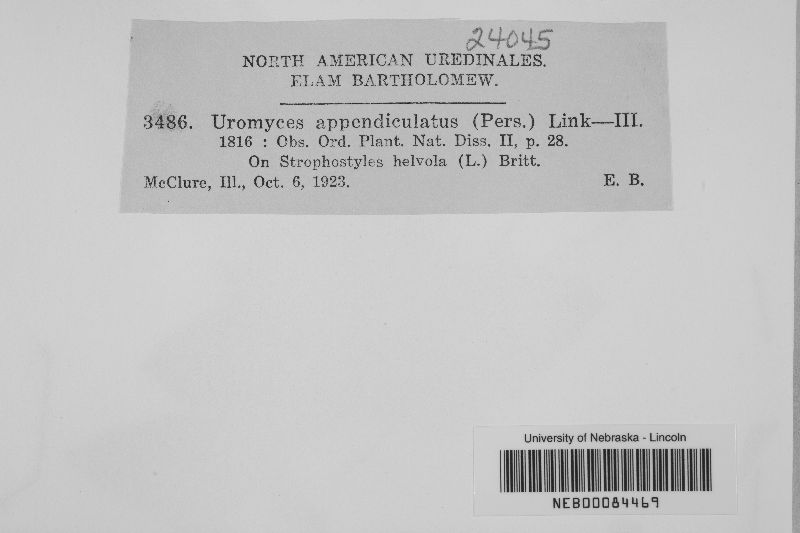 24045
NORTH AMERICAN UREDINALES.
ELAM BARTHOLOMEW.
3486. Uromyces appendiculatus (Pers.) Link—III.
1816 : Obs. Ord. Plant. Nat. Diss. II, p. 28.
On Strophostyles helvola (L.) Britt.
McClure, Ill., Oct. 6, 1923. E. B.
University of Nebraska - Lincoln
NEB00084469